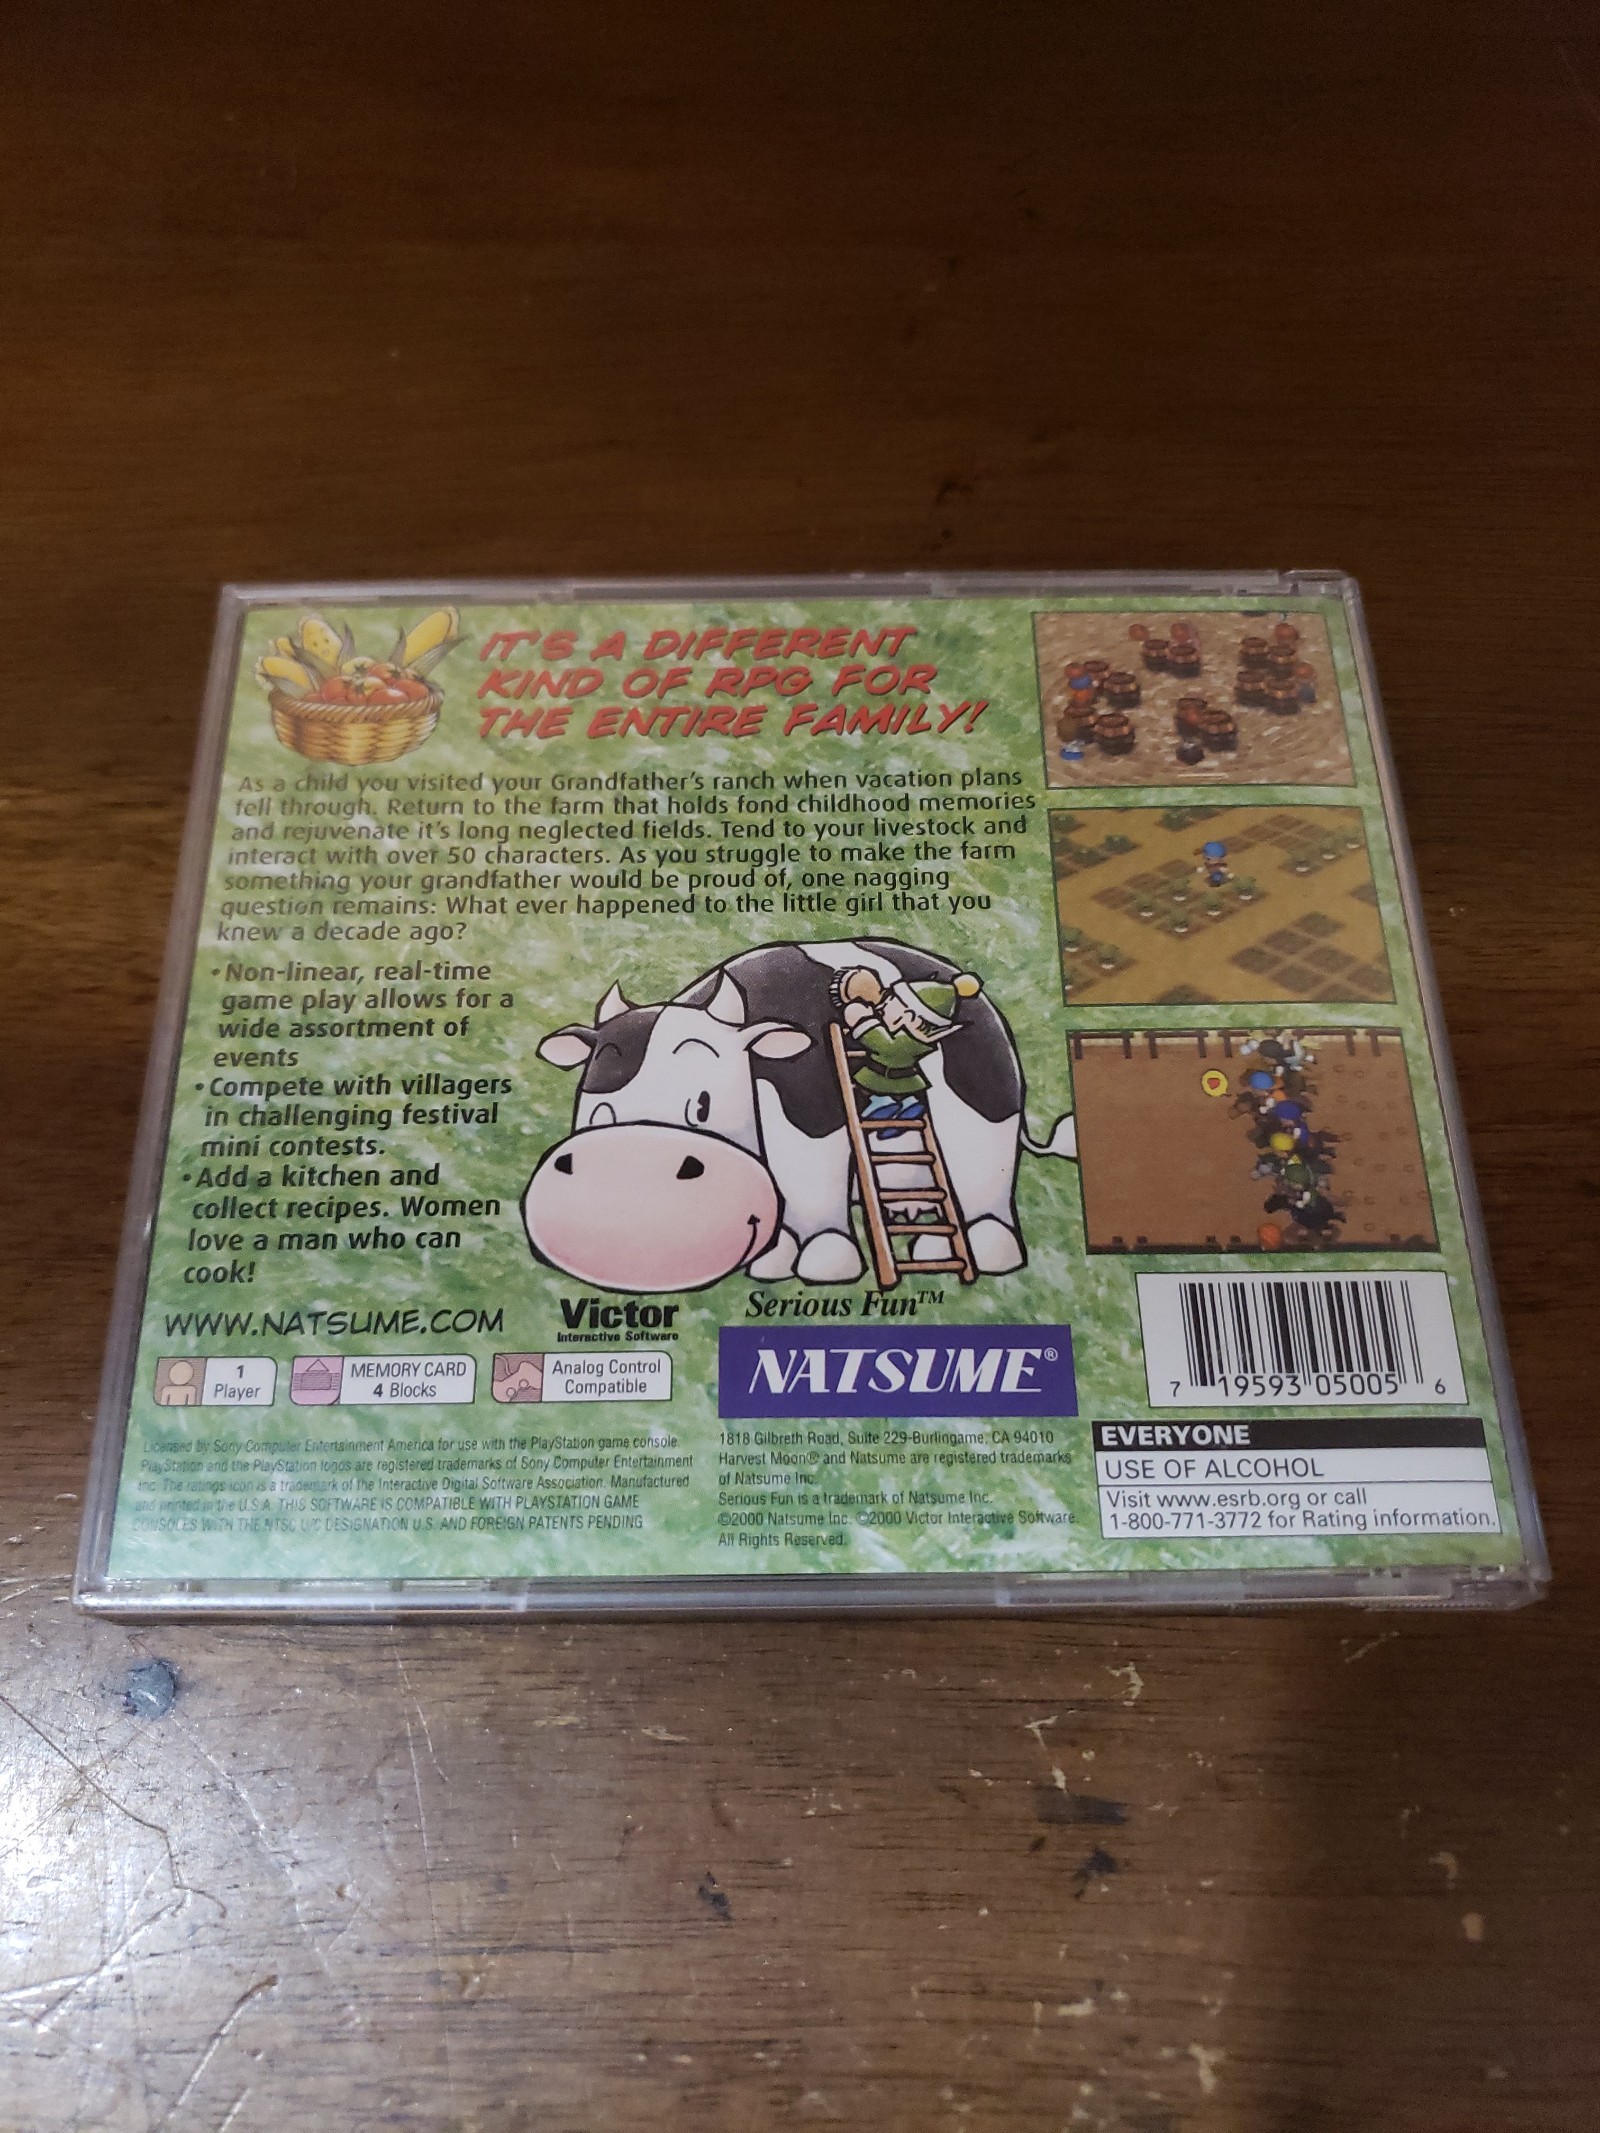 IT'S A DIFFERENT
KIND OF RPG FOR
THE ENTIRE FAMILY!
As a child you visited your Grandfather's ranch when vacation plans
fell through. Return to the farm that holds fond childhood memories
and rejuvenate it's long neglected fields. Tend to your livestock and
interact with over 50 characters. As you struggle to make the farm
something your grandfather would be proud of, one nagging
question remains: What ever happened to the little girl that you
knew a decade ago?
• Non-linear, real-time
game play allows for a
wide assortment of
events
• Compete with villagers
in challenging festival
mini contests.
• Add a kitchen and
collect recipes. Women
love a man who can
cook!
WWW.NATSUME.COM
Victor
Interactive Software
Serious Fun™
NATSUME®
1
Player
MEMORY CARD
4 Blocks
Analog Control
Compatible
7 19593 05005 6
Licensed by Sony Computer Entertainment America for use with the PlayStation game console.
PlayStation and the PlayStation logos are registered trademarks of Sony Computer Entertainment
Inc. The ratings icon is a trademark of the Interactive Digital Software Association. Manufactured
and printed in the U.S.A. THIS SOFTWARE IS COMPATIBLE WITH PLAYSTATION GAME
CONSOLES WITH THE NTSC U/C DESIGNATION U.S. AND FOREIGN PATENTS PENDING
1818 Gilbreth Road, Suite 229-Burlingame, CA 94010
Harvest Moon® and Natsume are registered trademarks
of Natsume Inc.
Serious Fun is a trademark of Natsume Inc.
©2000 Natsume Inc. ©2000 Victor Interactive Software.
All Rights Reserved.
EVERYONE
USE OF ALCOHOL
Visit www.esrb.org or call
1-800-771-3772 for Rating information.